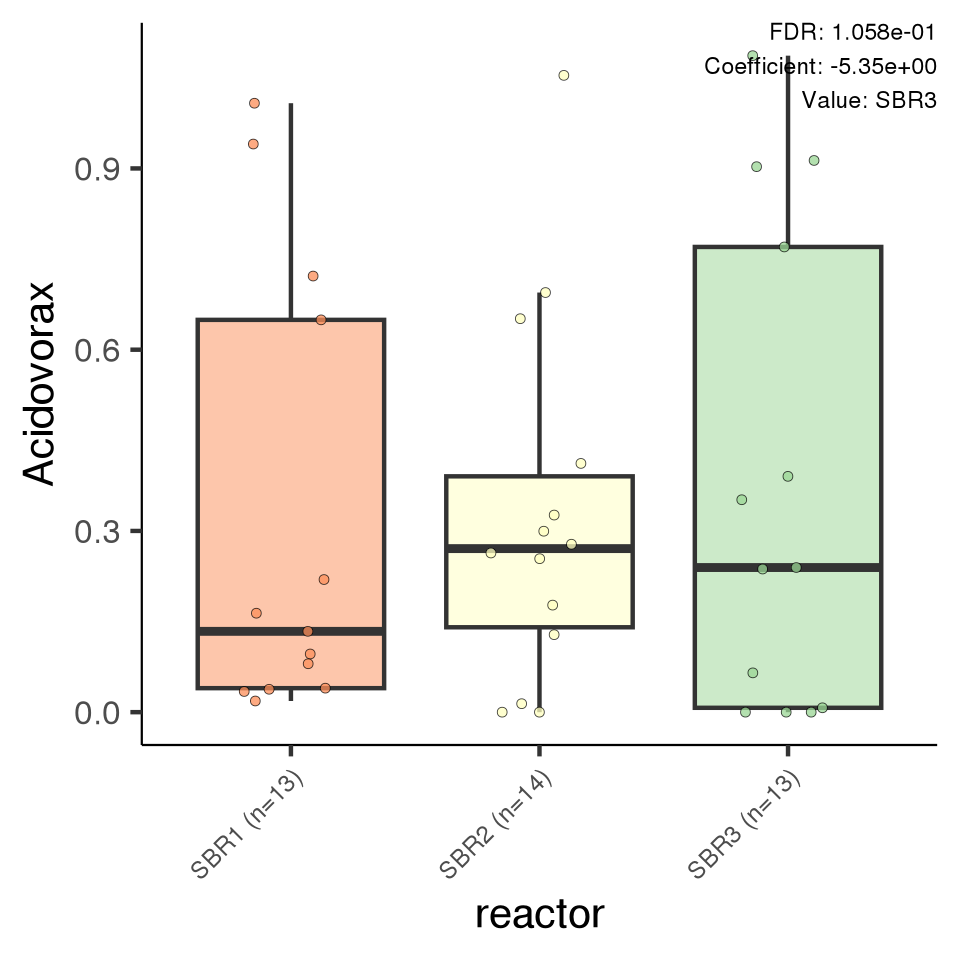 FDR: 1.058e-01
Coefficient: -5.35e+00
Value: SBR3
Acidovorax
0.9
0.6
0.3
0.0
SBR1 (n=13)
SBR2 (n=14)
SBR3 (n=13)
reactor